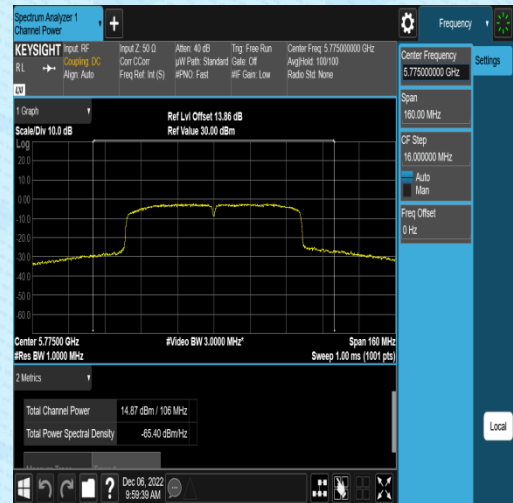 Spectrum Analyzer 1
Channel Power
+
Frequency
KEYSIGHT
RL
Input: RF
Coupling: DC
Align: Auto
Input Z: 50 Ω
Corr CCorr
Freq Ref: Int (S)
Atten: 40 dB
µW Path: Standard
#PNO: Fast
Trig: Free Run
Gate: Off
#IF Gain: Low
Center Freq: 5.775000000 GHz
Avg|Hold: 100/100
Radio Std: None
Center Frequency
5.775000000 GHz
Settings
Span
160.00 MHz
CF Step
16.000000 MHz
Auto
Man
Freq Offset
0 Hz
1 Graph
Scale/Div 10.0 dB
Ref Lvl Offset 13.86 dB
Ref Value 30.00 dBm
Log
20.0
10.0
0.00
-10.0
-20.0
-30.0
-40.0
-50.0
-60.0
Center 5.77500 GHz
#Res BW 1.0000 MHz
#Video BW 3.0000 MHz*
Span 160 MHz
Sweep 1.00 ms (1001 pts)
2 Metrics
Total Channel Power 14.87 dBm / 106 MHz
Total Power Spectral Density -65.40 dBm/Hz
Local
?
Dec 06, 2022
9:59:39 AM